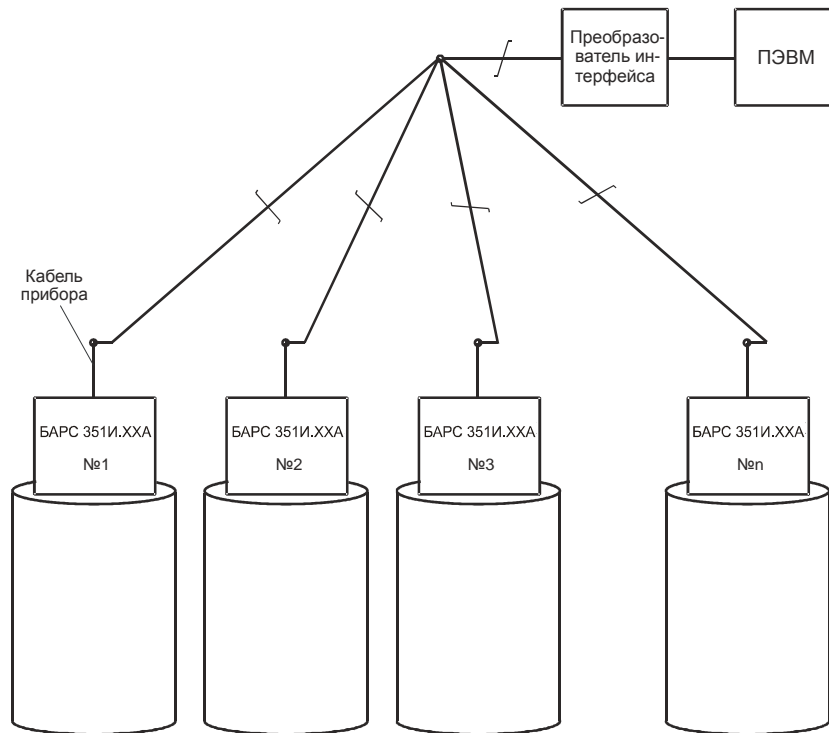 Преобразо-
ватель ин-
терфейса
ПЭВМ
Кабель
прибора
БАРС 351И.ХХА
№1
БАРС 351И.ХХА
№2
БАРС 351И.ХХА
№3
БАРС 351И.ХХА
№n